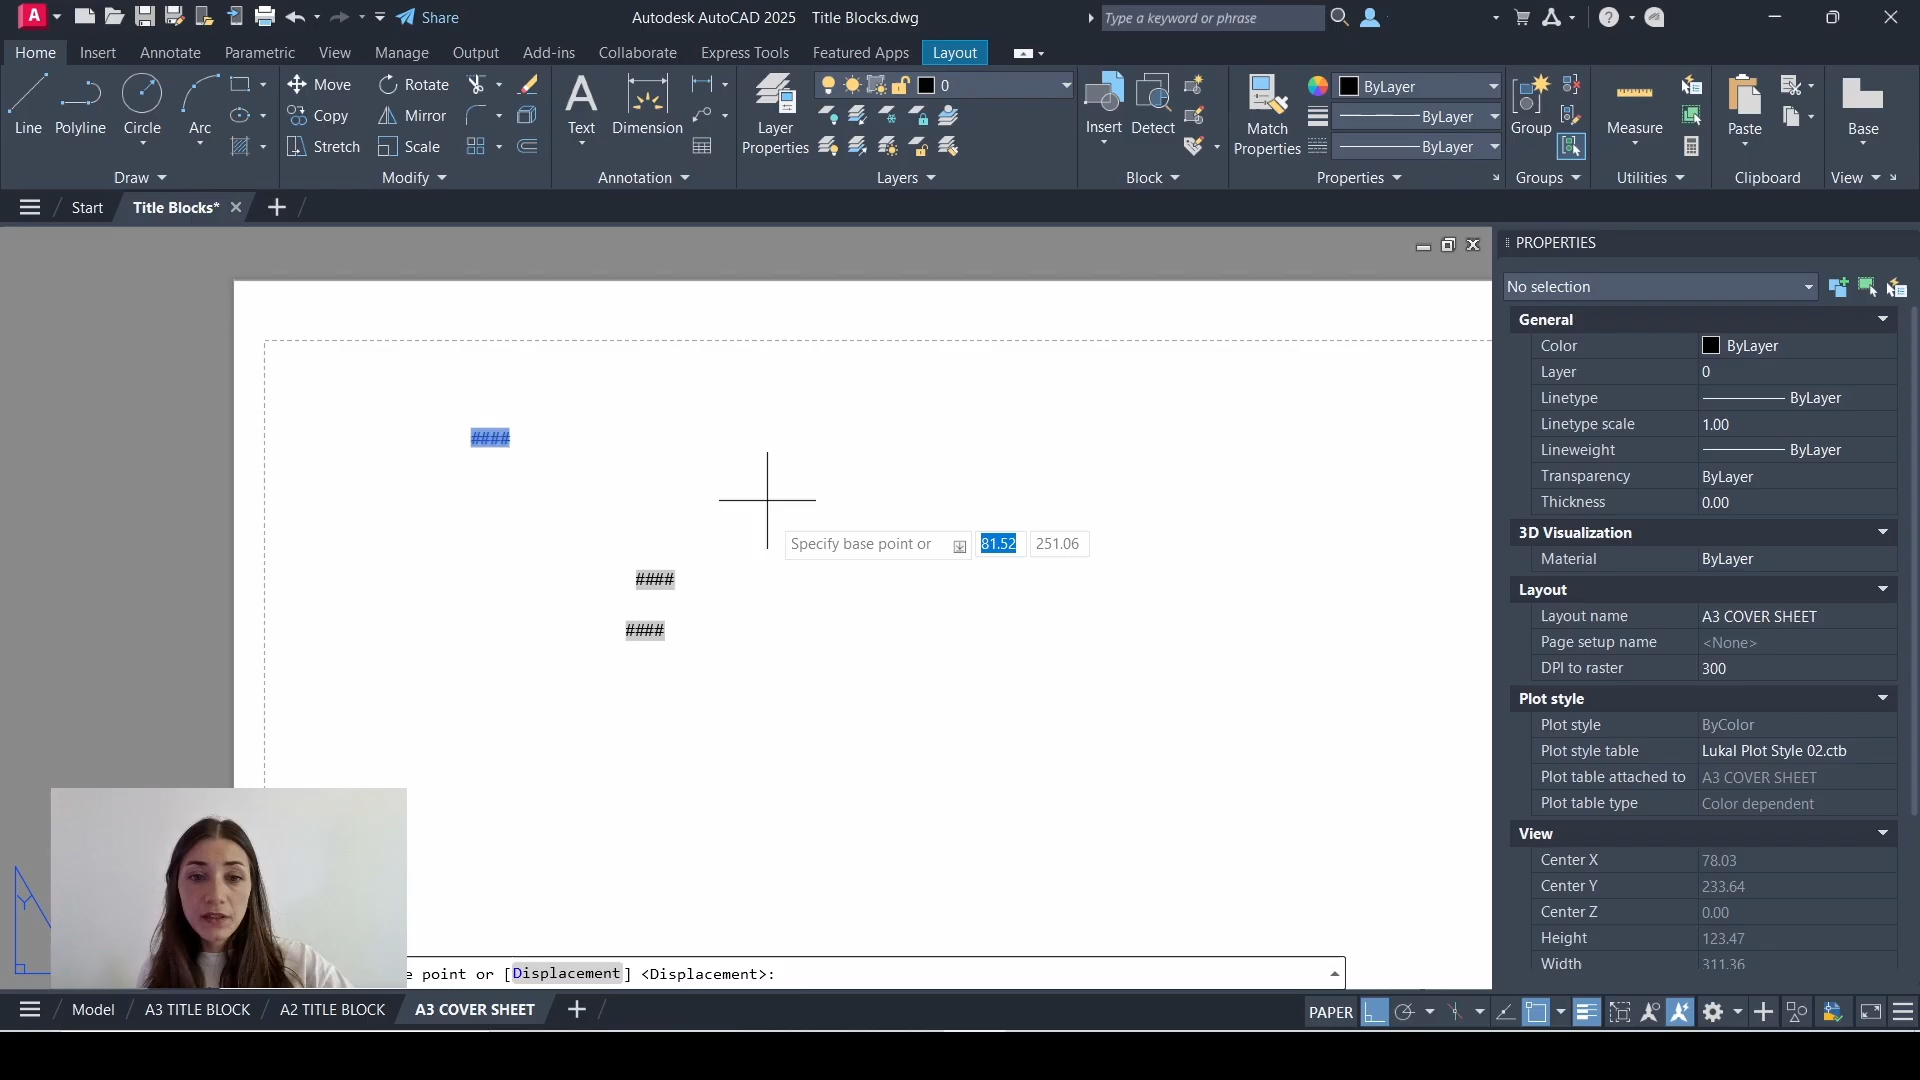 Share
Autodesk AutoCAD 2025 Title Blocks.dwg
Type a keyword or phrase
Home Insert Annotate Parametric View Manage Output Add-ins Collaborate Express Tools Featured Apps Layout
Line Polyline Circle Arc
Draw
Move Rotate
Copy Mirror
Stretch Scale
Modify
Text Dimension
Annotation
Layer Properties
0
Layers
Insert Detect
Block
Match Properties
ByLayer
ByLayer
ByLayer
Properties
Group
Groups
Measure
Utilities
Paste
Clipboard
Base
View
Start Title Blocks*
####
Specify base point or 81.52 251.06
####
####
PROPERTIES
No selection
General
Color ByLayer
Layer 0
Linetype ByLayer
Linetype scale 1.00
Lineweight ByLayer
Transparency ByLayer
Thickness 0.00
3D Visualization
Material ByLayer
Layout
Layout name A3 COVER SHEET
Page setup name <None>
DPI to raster 300
Plot style
Plot style ByColor
Plot style table Lukal Plot Style 02.ctb
Plot table attached to A3 COVER SHEET
Plot table type Color dependent
View
Center X 78.03
Center Y 233.64
Center Z 0.00
Height 123.47
Width 311.36
Y
e point or [Displacement] <Displacement>:
Model A3 TITLE BLOCK A2 TITLE BLOCK A3 COVER SHEET
PAPER